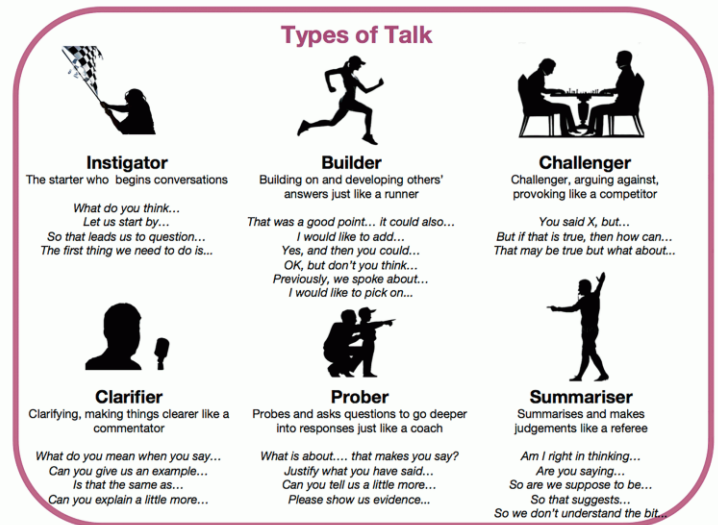 Types of Talk
Instigator
The starter who begins conversations
What do you think…
Let us start by…
So that leads us to question…
The first thing we need to do is...
Builder
Building on and developing others'
answers just like a runner
That was a good point… it could also…
I would like to add…
Yes, and then you could…
OK, but don't you think…
Previously, we spoke about…
I would like to pick on...
Challenger
Challenger, arguing against,
provoking like a competitor
You said X, but…
But if that is true, then how can…
That may be true but what about...
Clarifier
Clarifying, making things clearer like a
commentator
What do you mean when you say…
Can you give us an example…
Is that the same as…
Can you explain a little more...
Prober
Probes and asks questions to go deeper
into responses just like a coach
What is about…. that makes you say?
Justify what you have said…
Can you tell us a little more…
Please show us evidence...
Summariser
Summarises and makes
judgements like a referee
Am I right in thinking…
Are you saying…
So are we suppose to be…
So that suggests…
So we don't understand the bit...